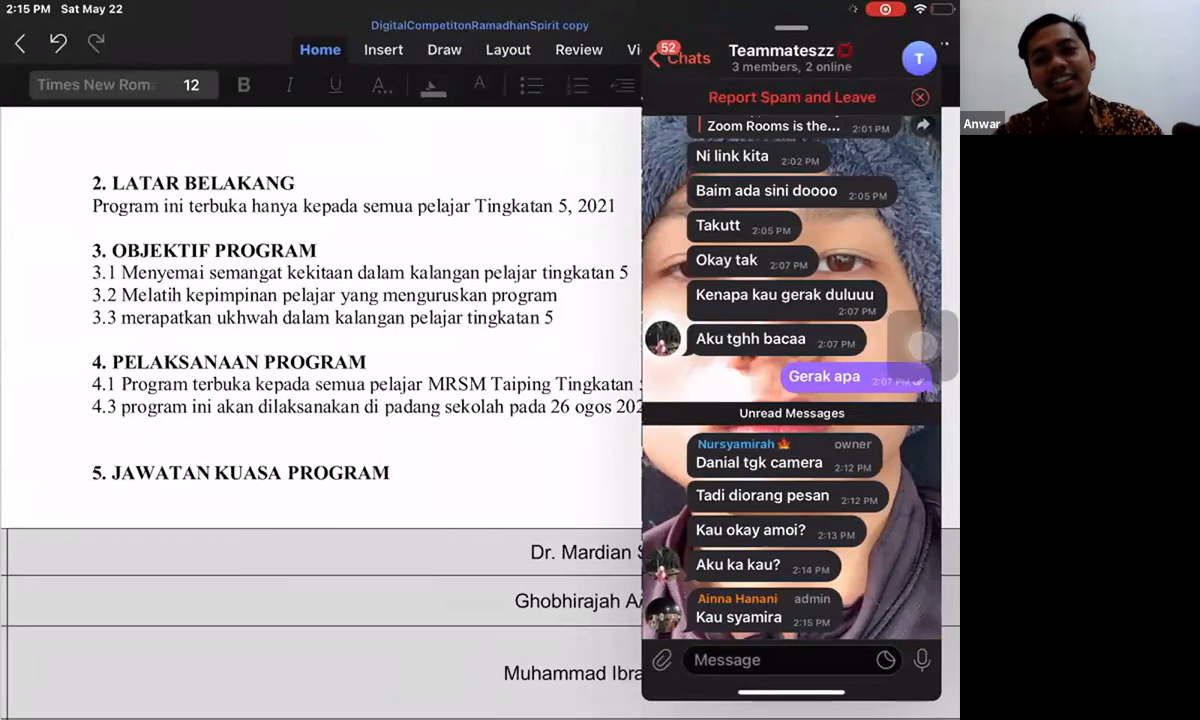 2:15 PM Sat May 22
DigitalCompetitonRamadhanSpirit copy
Home Insert Draw Layout Review
Times New Rom 12 B I U A
2. LATAR BELAKANG
Program ini terbuka hanya kepada semua pelajar Tingkatan 5, 2021
3. OBJEKTIF PROGRAM
3.1 Menyemai semangat kekitaan dalam kalangan pelajar tingkatan 5
3.2 Melatih kepimpinan pelajar yang menguruskan program
3.3 merapatkan ukhwah dalam kalangan pelajar tingkatan 5
4. PELAKSANAAN PROGRAM
4.1 Program terbuka kepada semua pelajar MRSM Taiping Tingkatan
4.3 program ini akan dilaksanakan di padang sekolah pada 26 ogos 202
5. JAWATAN KUASA PROGRAM
Dr. Mardian
Ghobhirajah
Muhammad
52
Chats
Teammateszz
3 members, 2 online
T
Report Spam and Leave
Zoom Rooms is the... 2:01 PM
Ni link kita 2:02 PM
Baim ada sini doooo 2:05 PM
Takutt 2:05 PM
Okay tak 2:07 PM
Kenapa kau gerak duluuu
2:07 PM
Aku tghh bacaa 2:07 PM
Gerak apa 2:07 PM
Unread Messages
Nursyamirah owner
Danial tgk camera 2:12 PM
Tadi diorang pesan 2:12 PM
Kau okay amoi? 2:13 PM
Aku ka kau? 2:14 PM
Ainna Hanani admin
Kau syamira 2:15 PM
Message
Anwar